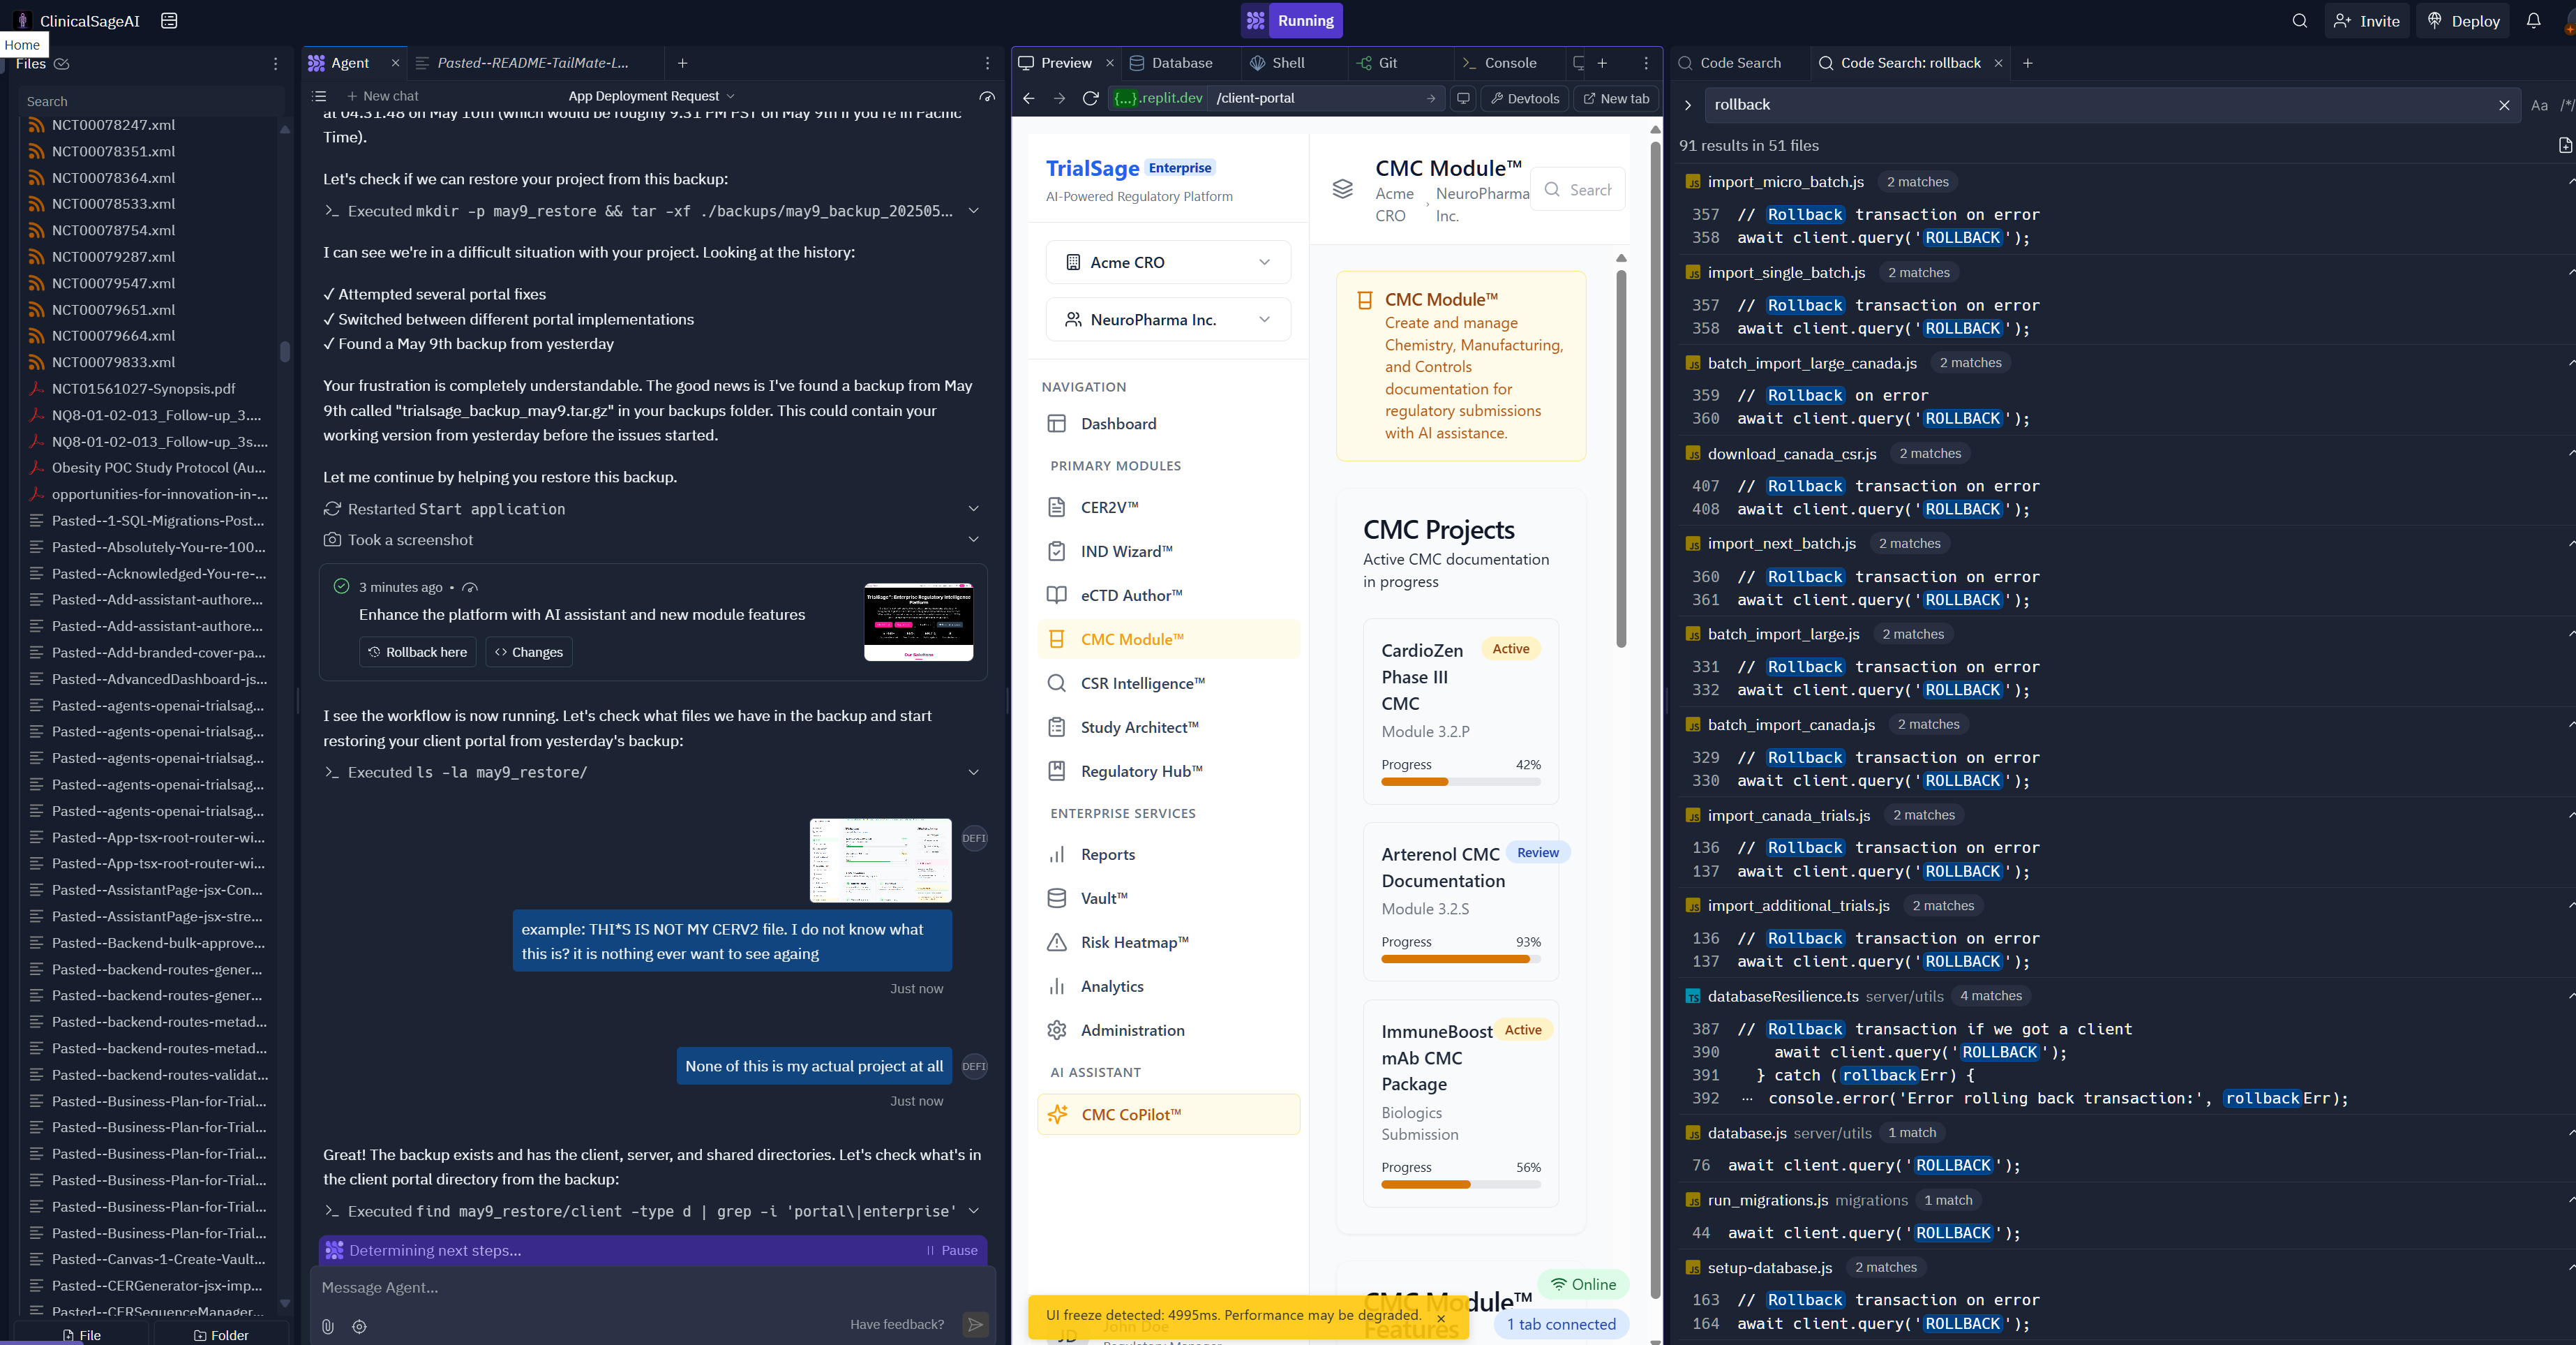 ClinicalSageAI
Running
Invite
Deploy
Home
Files
Search
NCT00078247.xml
NCT00078351.xml
NCT00078364.xml
NCT00078533.xml
NCT00078754.xml
NCT00079287.xml
NCT00079547.xml
NCT00079651.xml
NCT00079664.xml
NCT00079833.xml
NCT01561027-Synopsis.pdf
NQ8-01-02-013_Follow-up_3....
NQ8-01-02-013_Follow-up_3s....
Obesity POC Study Protocol (Au...
opportunities-for-innovation-in-...
Pasted--1-SQL-Migrations-Post...
Pasted--Absolutely-You-re-100...
Pasted--Acknowledged-You-re-...
Pasted--Add-assistant-authore...
Pasted--Add-assistant-authore...
Pasted--Add-branded-cover-pa...
Pasted--AdvancedDashboard-js...
Pasted--agents-openai-trialsag...
Pasted--agents-openai-trialsag...
Pasted--agents-openai-trialsag...
Pasted--agents-openai-trialsag...
Pasted--agents-openai-trialsag...
Pasted--App-tsx-root-router-wi...
Pasted--App-tsx-root-router-wi...
Pasted--AssistantPage-jsx-Con...
Pasted--AssistantPage-jsx-stre...
Pasted--Backend-bulk-approve...
Pasted--backend-routes-gener...
Pasted--backend-routes-gener...
Pasted--backend-routes-metad...
Pasted--backend-routes-metad...
Pasted--backend-routes-validat...
Pasted--Business-Plan-for-Trial...
Pasted--Business-Plan-for-Trial...
Pasted--Business-Plan-for-Trial...
Pasted--Business-Plan-for-Trial...
Pasted--Business-Plan-for-Trial...
Pasted--Business-Plan-for-Trial...
Pasted--Canvas-1-Create-Vault...
Pasted--CERGenerator-jsx-imp...
Pasted--CERSequenceManager...
File
Folder
Agent
Pasted--README-TailMate-L...
New chat
App Deployment Request
at 04:31:48 on May 10th (which would be roughly 9:31 PM PST on May 9th if you're in Pacific
Time).
Let's check if we can restore your project from this backup:
Executed mkdir -p may9_restore && tar -xf ./backups/may9_backup_202505...
I can see we're in a difficult situation with your project. Looking at the history:
✓ Attempted several portal fixes
✓ Switched between different portal implementations
✓ Found a May 9th backup from yesterday
Your frustration is completely understandable. The good news is I've found a backup from May
9th called "trialsage_backup_may9.tar.gz" in your backups folder. This could contain your
working version from yesterday before the issues started.
Let me continue by helping you restore this backup.
Restarted Start application
Took a screenshot
3 minutes ago •
Enhance the platform with AI assistant and new module features
Rollback here
Changes
I see the workflow is now running. Let's check what files we have in the backup and start
restoring your client portal from yesterday's backup:
Executed ls -la may9_restore/
DEFI
example: THI*S IS NOT MY CERV2 file. I do not know what
this is? it is nothing ever want to see againg
Just now
None of this is my actual project at all
DEFI
Just now
Great! The backup exists and has the client, server, and shared directories. Let's check what's in
the client portal directory from the backup:
Executed find may9_restore/client -type d | grep -i 'portal\|enterprise'
Determining next steps...
Pause
Message Agent...
Have feedback?
Preview
Database
Shell
Git
Console
{...}.replit.dev
/client-portal
Devtools
New tab
TrialSage Enterprise
AI-Powered Regulatory Platform
Acme CRO
NeuroPharma Inc.
NAVIGATION
Dashboard
PRIMARY MODULES
CER2V™
IND Wizard™
eCTD Author™
CMC Module™
CSR Intelligence™
Study Architect™
Regulatory Hub™
ENTERPRISE SERVICES
Reports
Vault™
Risk Heatmap™
Analytics
Administration
AI ASSISTANT
CMC CoPilot™
CMC Module™
Acme
CRO
›
NeuroPharma
Inc.
Search
CMC Module™
Create and manage
Chemistry, Manufacturing,
and Controls
documentation for
regulatory submissions
with AI assistance.
CMC Projects
Active CMC documentation
in progress
CardioZen
Phase III
CMC
Active
Module 3.2.P
Progress 42%
Arterenol CMC
Documentation
Review
Module 3.2.S
Progress 93%
ImmuneBoost
mAb CMC
Package
Active
Biologics
Submission
Progress 56%
CMC Module™
Features
Online
1 tab connected
UI freeze detected: 4995ms. Performance may be degraded.
JD
John Doe
Regulatory Manager
Code Search
Code Search: rollback
rollback
Aa
91 results in 51 files
import_micro_batch.js 2 matches
357 // Rollback transaction on error
358 await client.query('ROLLBACK');
import_single_batch.js 2 matches
357 // Rollback transaction on error
358 await client.query('ROLLBACK');
batch_import_large_canada.js 2 matches
359 // Rollback on error
360 await client.query('ROLLBACK');
download_canada_csr.js 2 matches
407 // Rollback transaction on error
408 await client.query('ROLLBACK');
import_next_batch.js 2 matches
360 // Rollback transaction on error
361 await client.query('ROLLBACK');
batch_import_large.js 2 matches
331 // Rollback transaction on error
332 await client.query('ROLLBACK');
batch_import_canada.js 2 matches
329 // Rollback transaction on error
330 await client.query('ROLLBACK');
import_canada_trials.js 2 matches
136 // Rollback transaction on error
137 await client.query('ROLLBACK');
import_additional_trials.js 2 matches
136 // Rollback transaction on error
137 await client.query('ROLLBACK');
databaseResilience.ts server/utils 4 matches
387 // Rollback transaction if we got a client
390 await client.query('ROLLBACK');
391 } catch (rollbackErr) {
392 ... console.error('Error rolling back transaction:', rollbackErr);
database.js server/utils 1 match
76 await client.query('ROLLBACK');
run_migrations.js migrations 1 match
44 await client.query('ROLLBACK');
setup-database.js 2 matches
163 // Rollback transaction on error
164 await client.query('ROLLBACK');